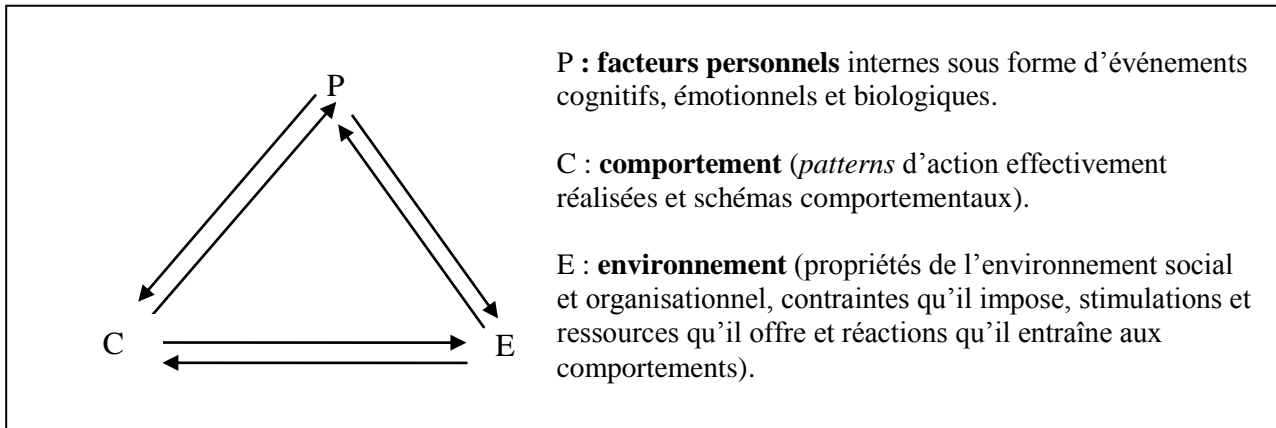 P
C
E
P : facteurs personnels internes sous forme d’événements
cognitifs, émotionnels et biologiques.
C : comportement (patterns d’action effectivement
réalisées et schémas comportementaux).
E : environnement (propriétés de l’environnement social
et organisationnel, contraintes qu’il impose, stimulations et
ressources qu’il offre et réactions qu’il entraîne aux
comportements).